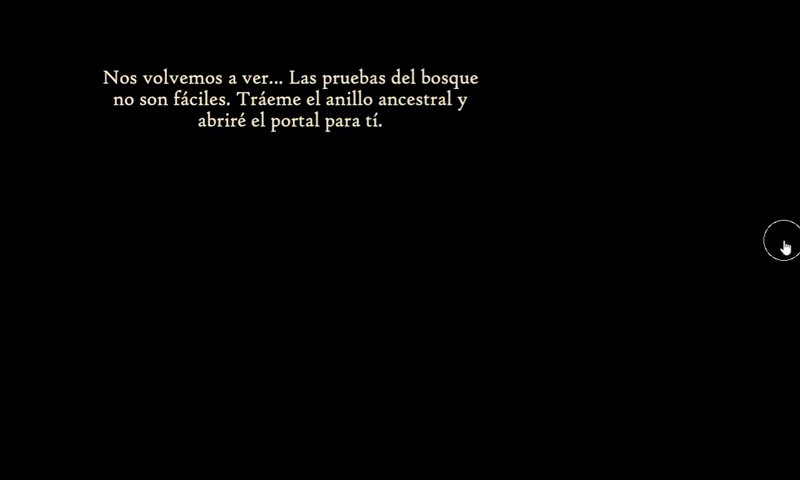 Nos volvemos a ver... Las pruebas del bosque
no son fáciles. Tráeme el anillo ancestral y
abriré el portal para tí.